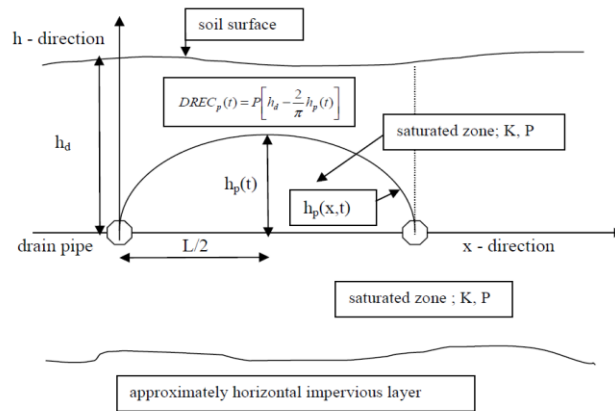 h - direction
soil surface
DREC_p(t) = P[h_d - 2/π h_p(t)]
h_d
saturated zone; K, P
h_p(t)
h_p(x,t)
drain pipe
L/2
x - direction
saturated zone ; K, P
approximately horizontal impervious layer